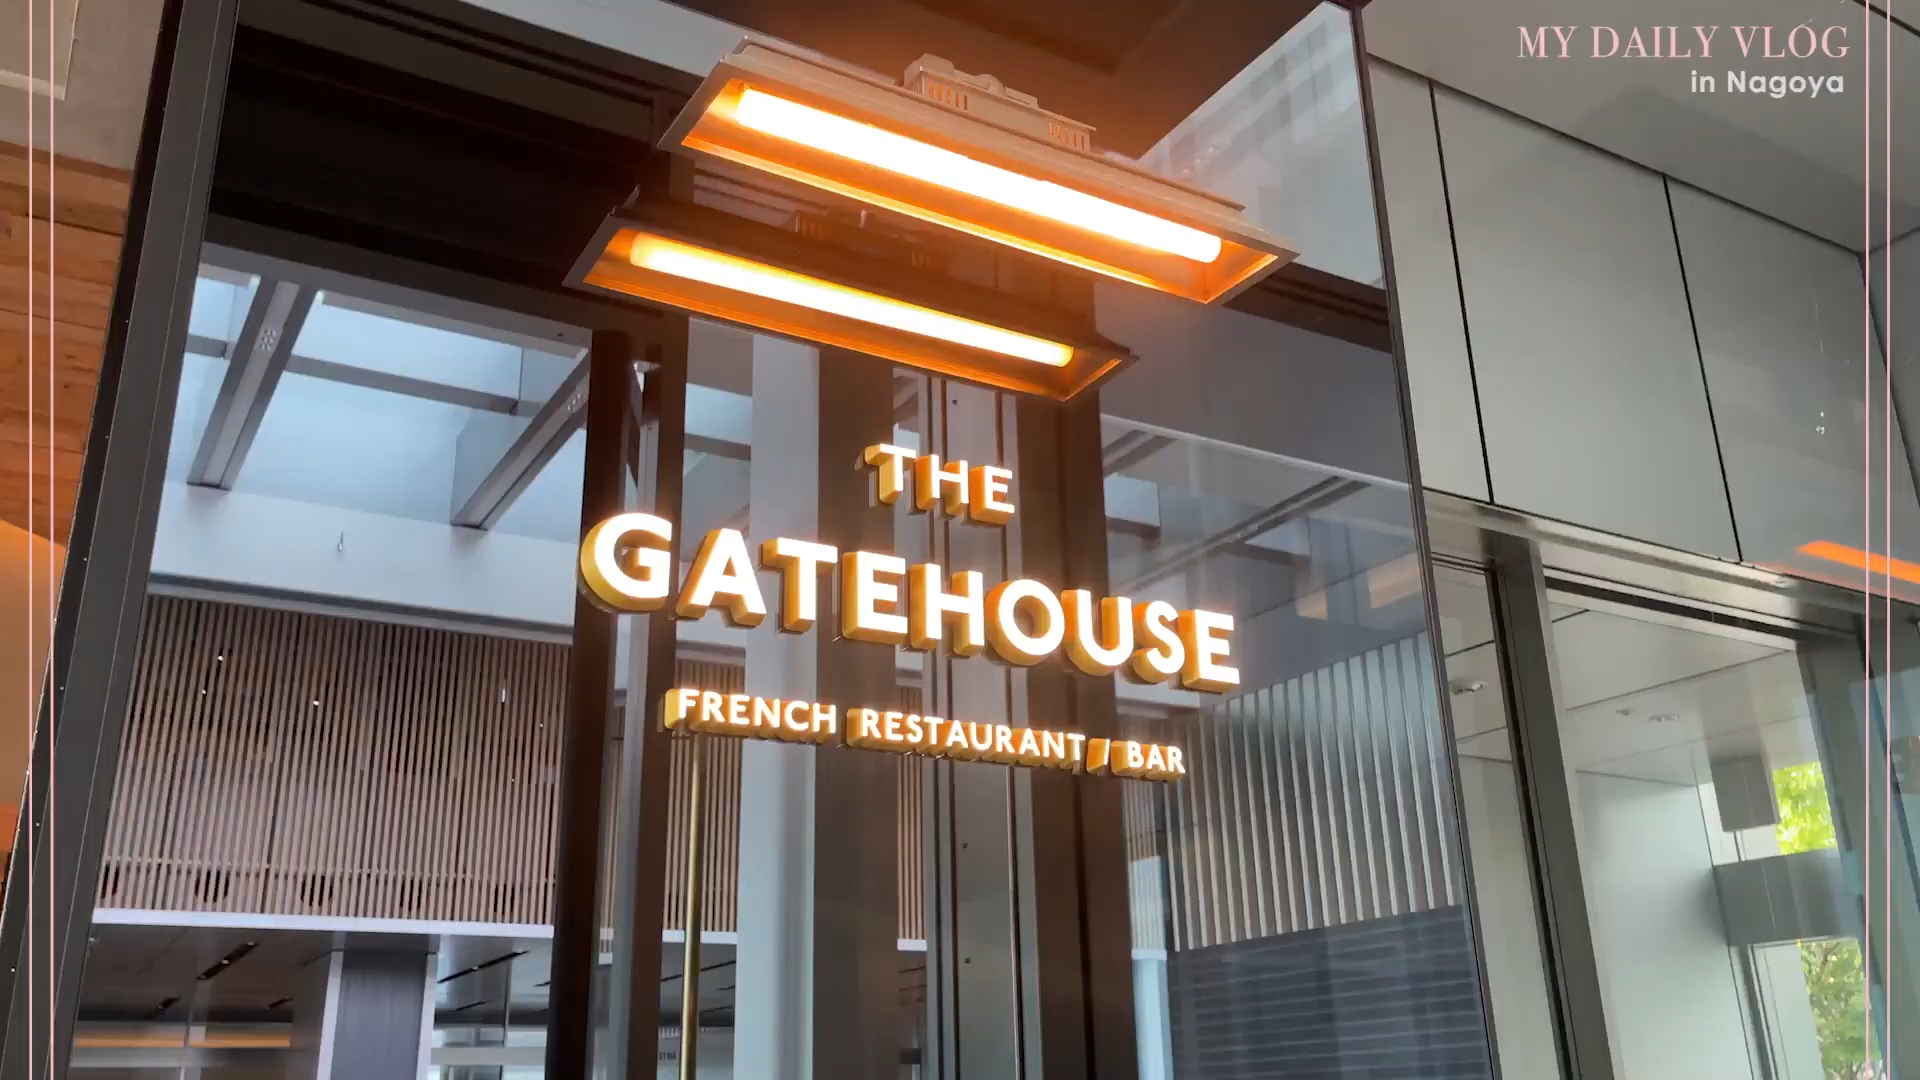 MY DAILY VLOG
in Nagoya
THE
GATEHOUSE
FRENCH RESTAURANT / BAR